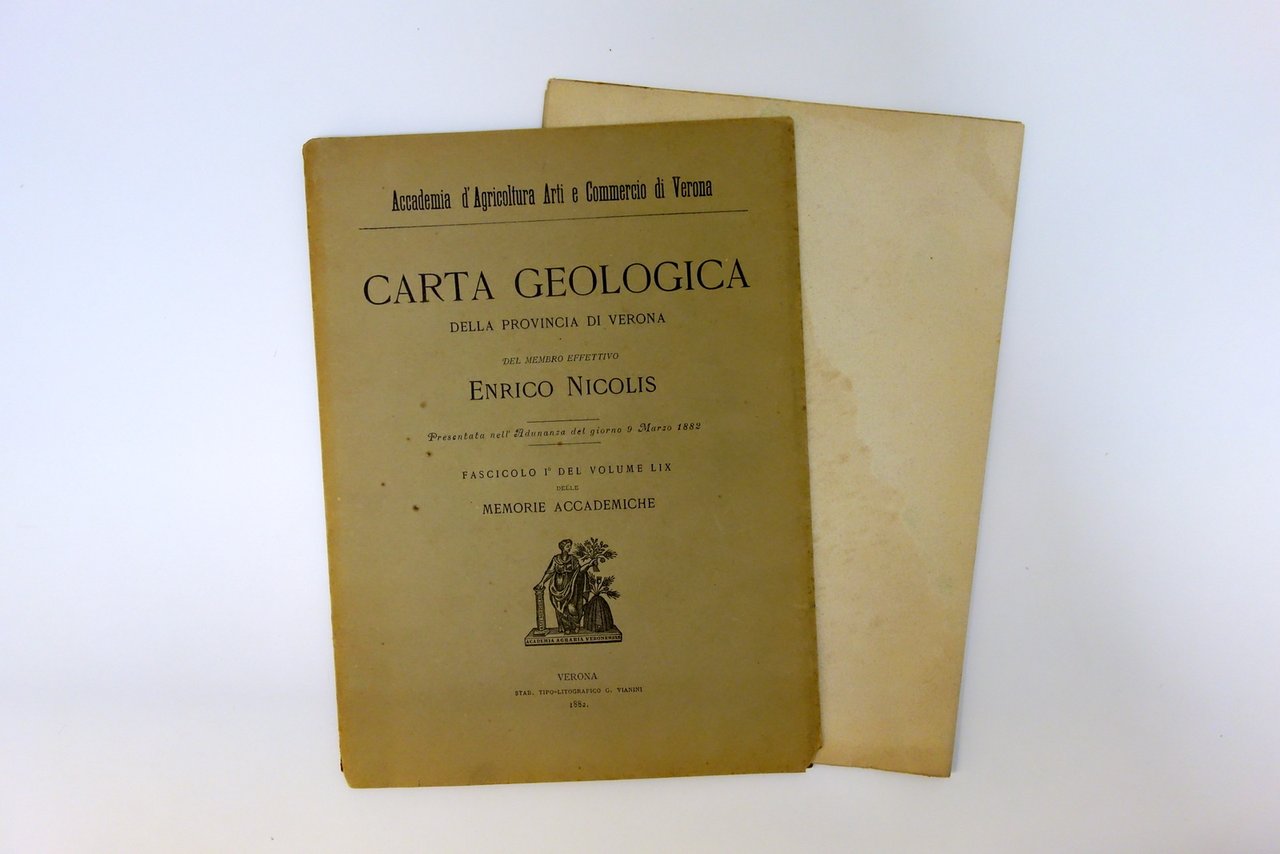 Accademia d'Agricoltura Arti e Commercio di Verona
CARTA GEOLOGICA
DELLA PROVINCIA DI VERONA
DEL MEMBRO EFFETTIVO
ENRICO NICOLIS
Presentata nell' Adunanza del giorno 9 Marzo 1882
FASCICOLO I° DEL VOLUME LIX
DELLE
MEMORIE ACCADEMICHE
ACADEMIA AGRARIA VERONENSIS
VERONA
STAB. TIPO-LITOGRAFICO G. VIANINI
1882.